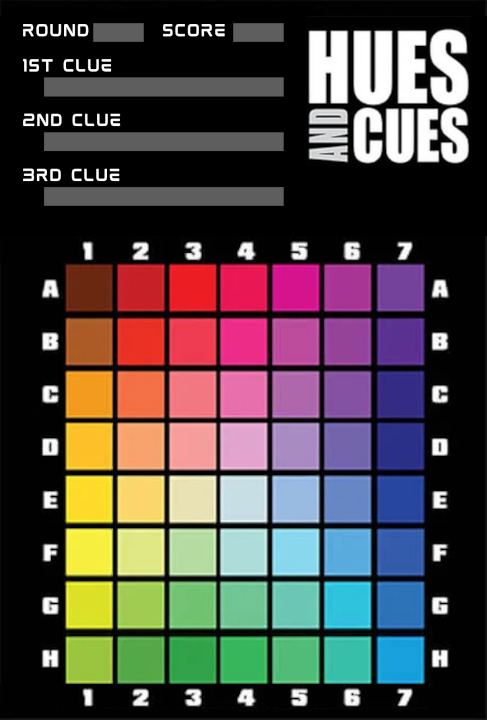 ROUND SCORE
1ST CLUE
2ND CLUE
3RD CLUE
HUES
AND
CUES
1 2 3 4 5 6 7
A A
B B
C C
D D
E E
F F
G G
H H
1 2 3 4 5 6 7